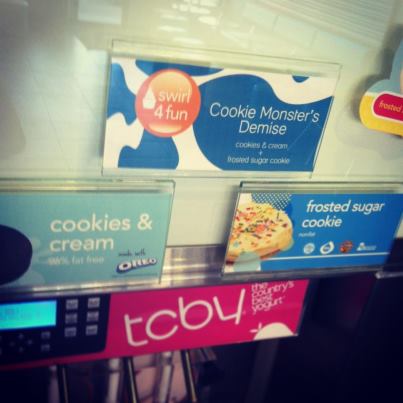 swirl
4 fun
Cookie Monster's
Demise
cookies & cream
+
frosted sugar cookie
frosted
cookies &
cream
96% fat free
made with
OREO
frosted sugar
cookie
nonfat
tcby
the
country's
best
yogurt